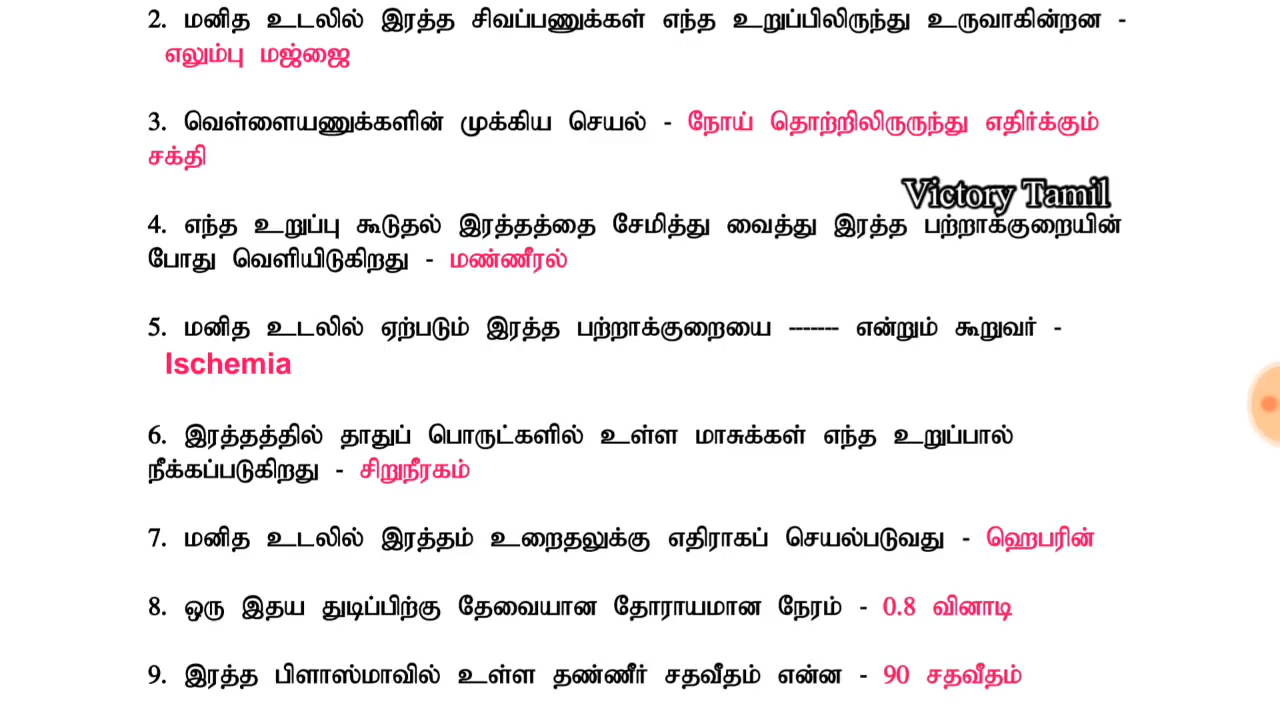 2. மனித உடலில் இரத்த சிவப்பணுக்கள் எந்த உறுப்பிலிருந்து உருவாகின்றன -
எலும்பு மஜ்ஜை
3. வெள்ளையணுக்களின் முக்கிய செயல் - நோய் தொற்றிலிருருந்து எதிர்க்கும்
சக்தி
Victory Tamil
4. எந்த உறுப்பு கூடுதல் இரத்தத்தை சேமித்து வைத்து இரத்த பற்றாக்குறையின்
போது வெளியிடுகிறது - மண்ணீரல்
5. மனித உடலில் ஏற்படும் இரத்த பற்றாக்குறையை ------- என்றும் கூறுவர் -
Ischemia
6. இரத்தத்தில் தாதுப் பொருட்களில் உள்ள மாசுக்கள் எந்த உறுப்பால்
நீக்கப்படுகிறது - சிறுநீரகம்
7. மனித உடலில் இரத்தம் உறைதலுக்கு எதிராகப் செயல்படுவது - ஹெபரின்
8. ஒரு இதய துடிப்பிற்கு தேவையான தோராயமான நேரம் - 0.8 வினாடி
9. இரத்த பிளாஸ்மாவில் உள்ள தண்ணீர் சதவீதம் என்ன - 90 சதவீதம்